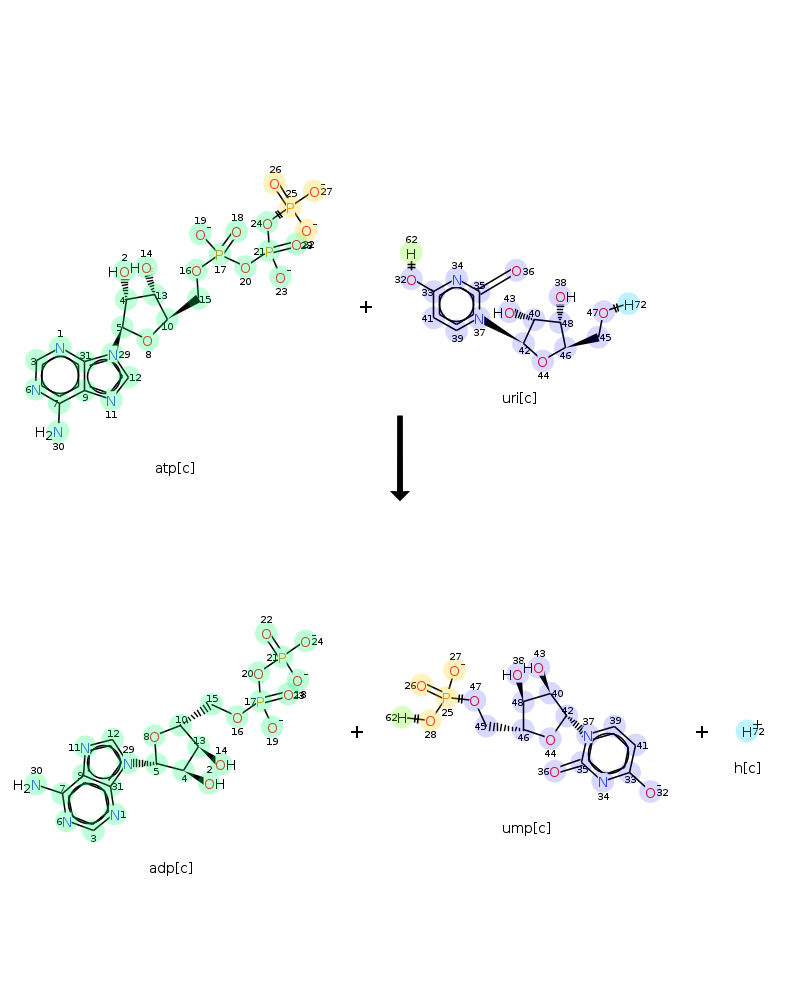 26
25
O
O⁻ 27
P
19
18
24 O
O⁻
O⁻
O
21 P
O 22
2
14
P
17
HO
HO
16 O
O
20
O⁻
23
4
13
15
5
10
O
8
1
N
31
N 29
3
12
6 N
7
9
N
11
H₂N
30
atp[c]
+
62
H
34
32 O
N
35
O 36
33
38
43
OH
HO
40
47 O
H 72
41
N
37
48
39
42
46
45
O
44
uri[c]
22
O
O⁻ 24
21 P
20 O
O⁻
17 P
O
15
16 O
O⁻
19
8 O
10
12
13
11 N
29
14
OH
30
9
N
5
4
2
OH
H₂N
7
31
6 N
N 1
3
adp[c]
+
27
O⁻
26 O
P
25
47
O
62 H
O
28
45
38
43
HO
HO
48
40
42
46
O
44
37
N
39
41
36 O
35
33
N
34
O⁻ 32
ump[c]
+
H⁺ 72
h[c]